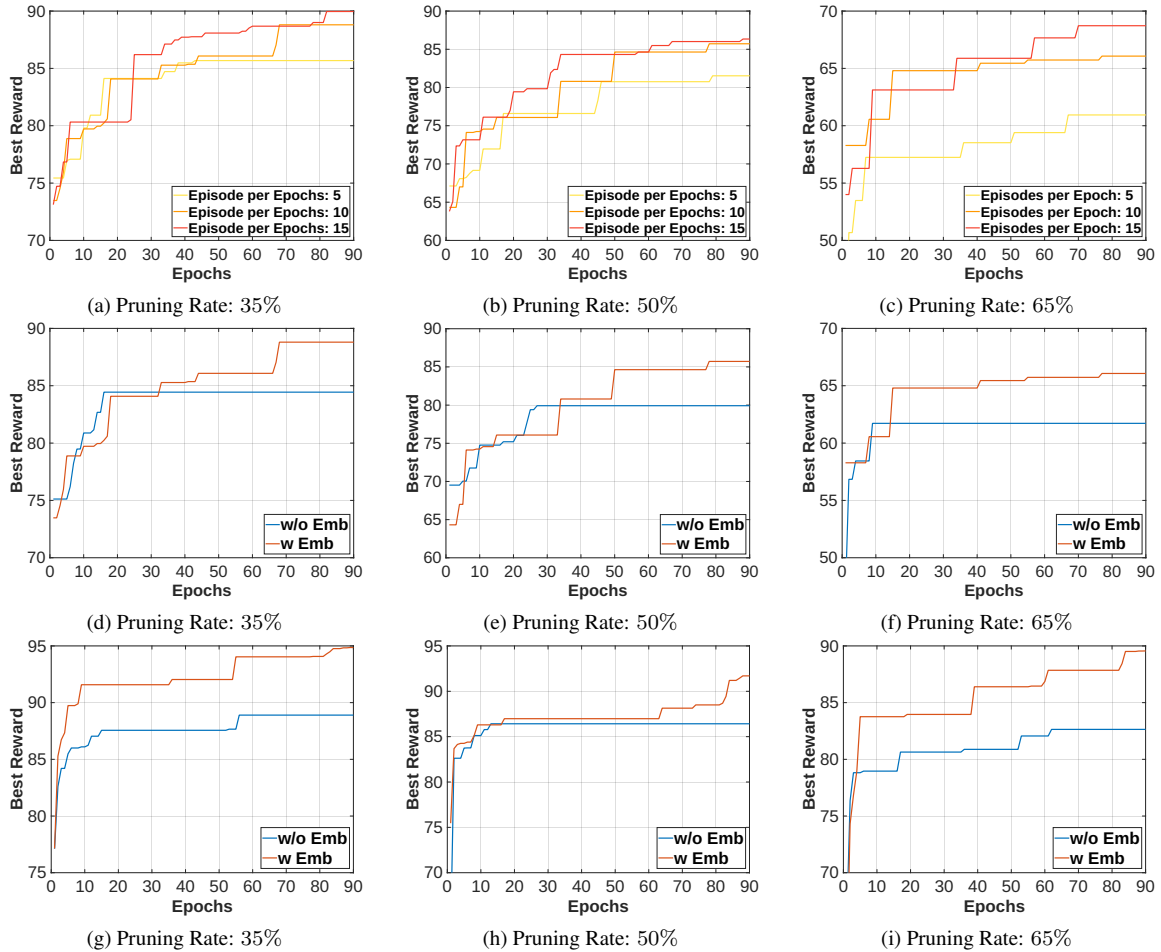 Best Reward
90
85
80
75
70
0 10 20 30 40 50 60 70 80 90
Epochs
Episode per Epochs: 5
Episode per Epochs: 10
Episode per Epochs: 15
(a) Pruning Rate: 35%
Best Reward
90
85
80
75
70
65
60
0 10 20 30 40 50 60 70 80 90
Epochs
Episode per Epochs: 5
Episode per Epochs: 10
Episode per Epochs: 15
(b) Pruning Rate: 50%
Best Reward
70
65
60
55
50
0 10 20 30 40 50 60 70 80 90
Epochs
Episodes per Epoch: 5
Episodes per Epoch: 10
Episodes per Epoch: 15
(c) Pruning Rate: 65%
Best Reward
90
85
80
75
70
0 10 20 30 40 50 60 70 80 90
Epochs
w/o Emb
w Emb
(d) Pruning Rate: 35%
Best Reward
90
85
80
75
70
65
60
0 10 20 30 40 50 60 70 80 90
Epochs
w/o Emb
w Emb
(e) Pruning Rate: 50%
Best Reward
70
65
60
55
50
0 10 20 30 40 50 60 70 80 90
Epochs
w/o Emb
w Emb
(f) Pruning Rate: 65%
Best Reward
95
90
85
80
75
0 10 20 30 40 50 60 70 80 90
Epochs
w/o Emb
w Emb
(g) Pruning Rate: 35%
Best Reward
95
90
85
80
75
70
0 10 20 30 40 50 60 70 80 90
Epochs
w/o Emb
w Emb
(h) Pruning Rate: 50%
Best Reward
90
85
80
75
70
0 10 20 30 40 50 60 70 80 90
Epochs
w/o Emb
w Emb
(i) Pruning Rate: 65%